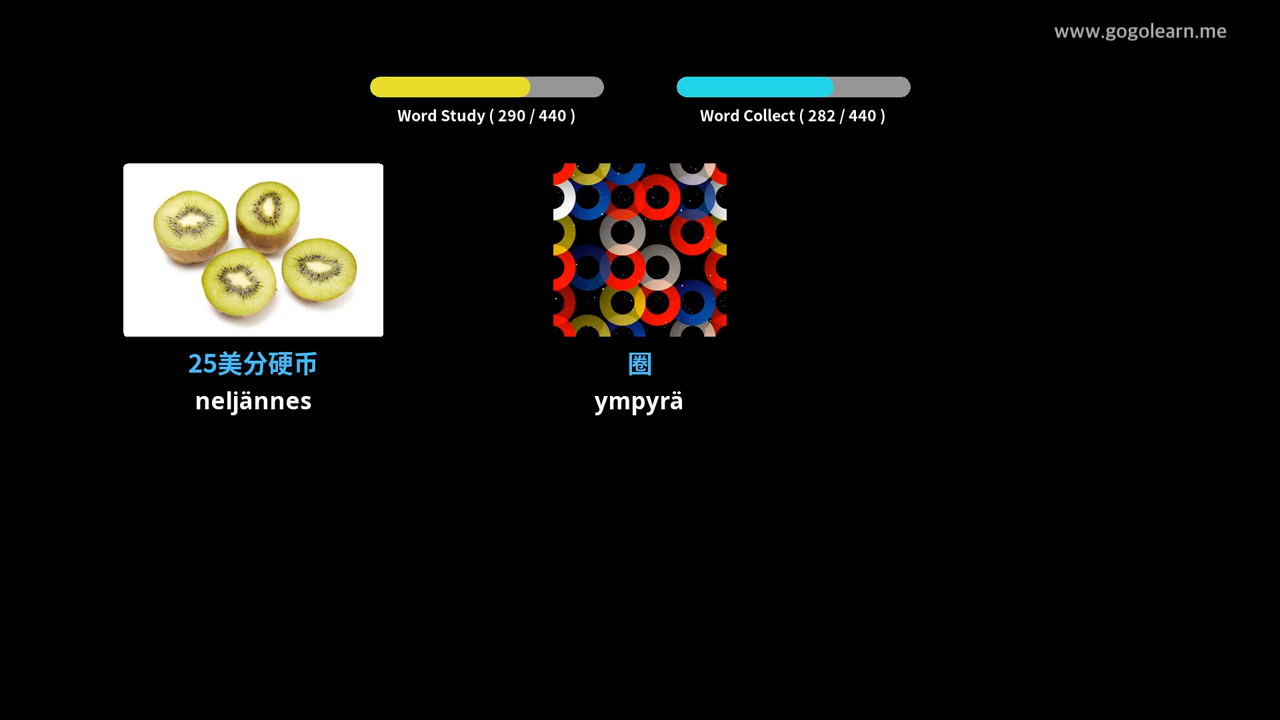 www.gogolearn.me
Word Study ( 290 / 440 )
Word Collect ( 282 / 440 )
25美分硬币
neljännes
圈
ympyrä